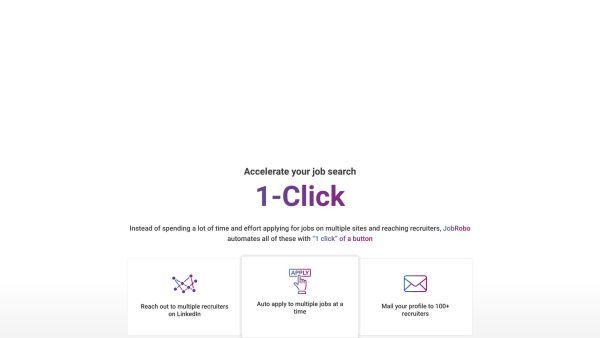 Accelerate your job search
1-Click
Instead of spending a lot of time and effort applying for jobs on multiple sites and reaching recruiters, JobRobo
automates all of these with "1 click" of a button
APPLY
Reach out to multiple recruiters
on LinkedIn
Auto apply to multiple jobs at a
time
Mail your profile to 100+
recruiters